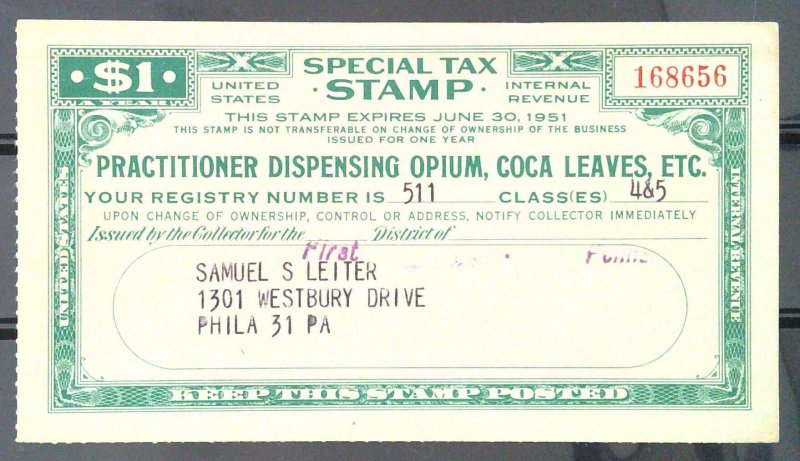 · $1 ·
A YEAR
SPECIAL TAX
UNITED STATES · STAMP · INTERNAL REVENUE
168656
THIS STAMP EXPIRES JUNE 30, 1951
THIS STAMP IS NOT TRANSFERABLE ON CHANGE OF OWNERSHIP OF THE BUSINESS
ISSUED FOR ONE YEAR
PRACTITIONER DISPENSING OPIUM, COCA LEAVES, ETC.
YOUR REGISTRY NUMBER IS 511 CLASS(ES) 4&5
UPON CHANGE OF OWNERSHIP, CONTROL OR ADDRESS, NOTIFY COLLECTOR IMMEDIATELY
Issued by the Collector for the First District of Penna
SAMUEL S LEITER
1301 WESTBURY DRIVE
PHILA 31 PA
UNITED STATES
INTERNAL REVENUE
KEEP THIS STAMP POSTED